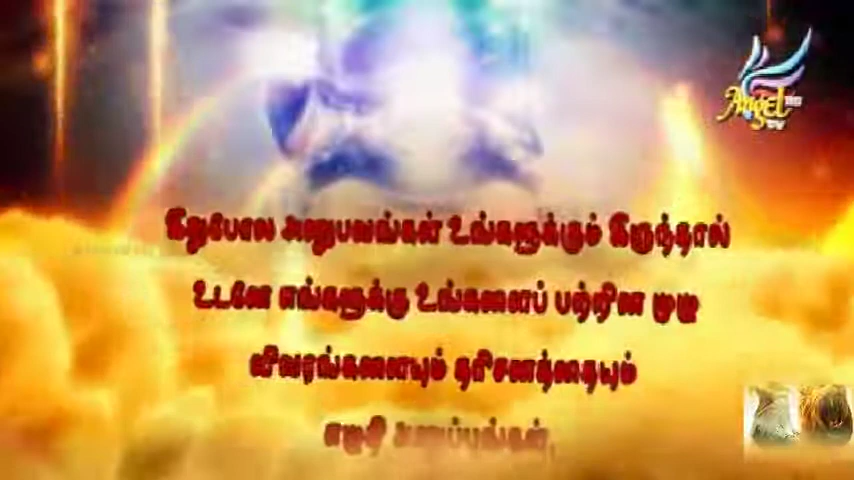 Angel
TV
இதுபோல அனுபவங்கள் உங்களுக்கும் இருந்தால்
உடனே எங்களுக்கு உங்களைப் பற்றின முழு
விவரங்களையும் தரிசனத்தையும்
எழுதி அனுப்புங்கள்.